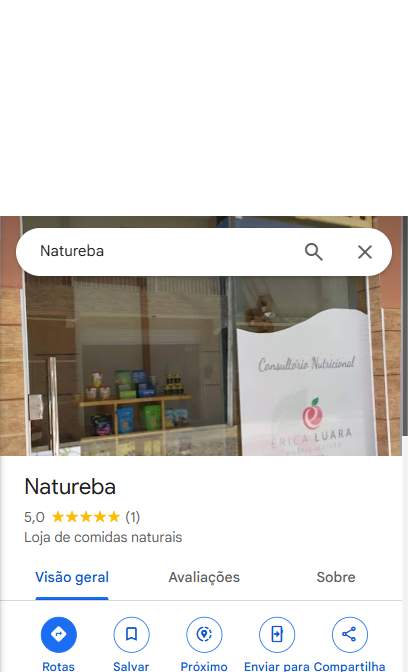 Natureba
Consultório Nutricional
ERICA LUARA
Natureba
5,0 (1)
Loja de comidas naturais
Visão geral
Avaliações
Sobre
Rotas
Salvar
Próximo
Enviar para
Compartilha